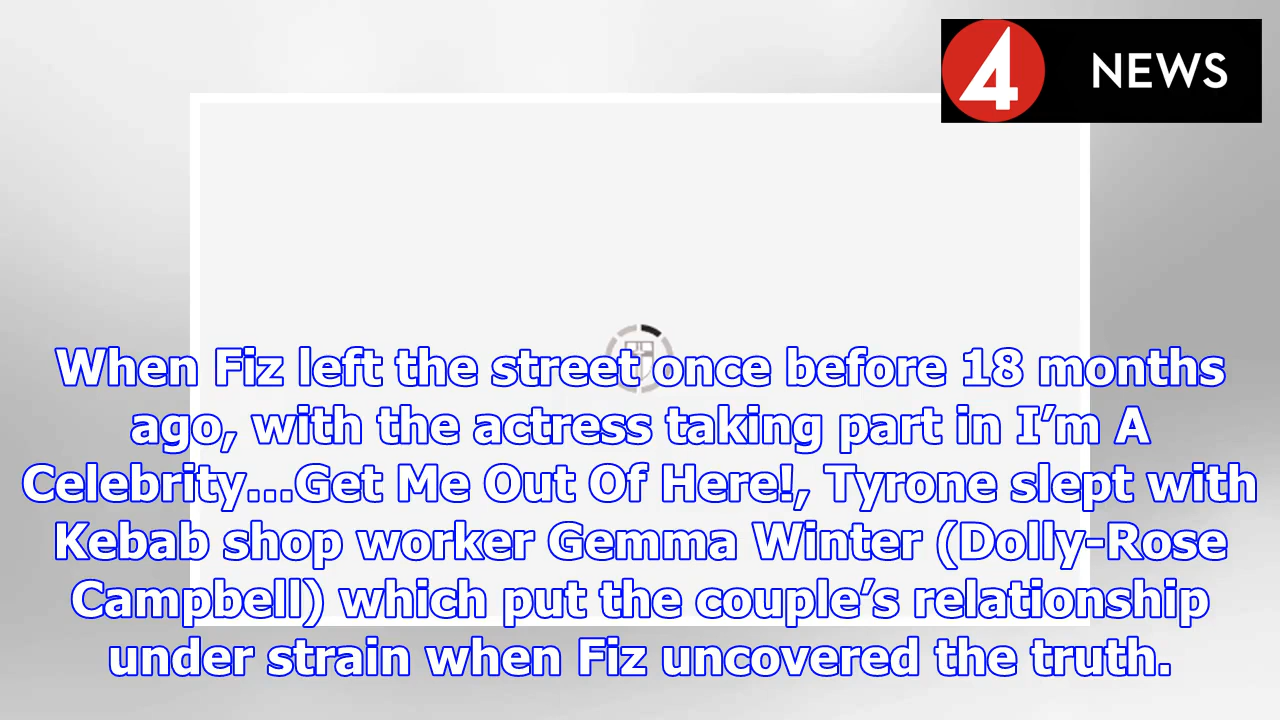 4 NEWS
When Fiz left the street once before 18 months
ago, with the actress taking part in I’m A
Celebrity...Get Me Out Of Here!, Tyrone slept with
Kebab shop worker Gemma Winter (Dolly-Rose
Campbell) which put the couple’s relationship
under strain when Fiz uncovered the truth.